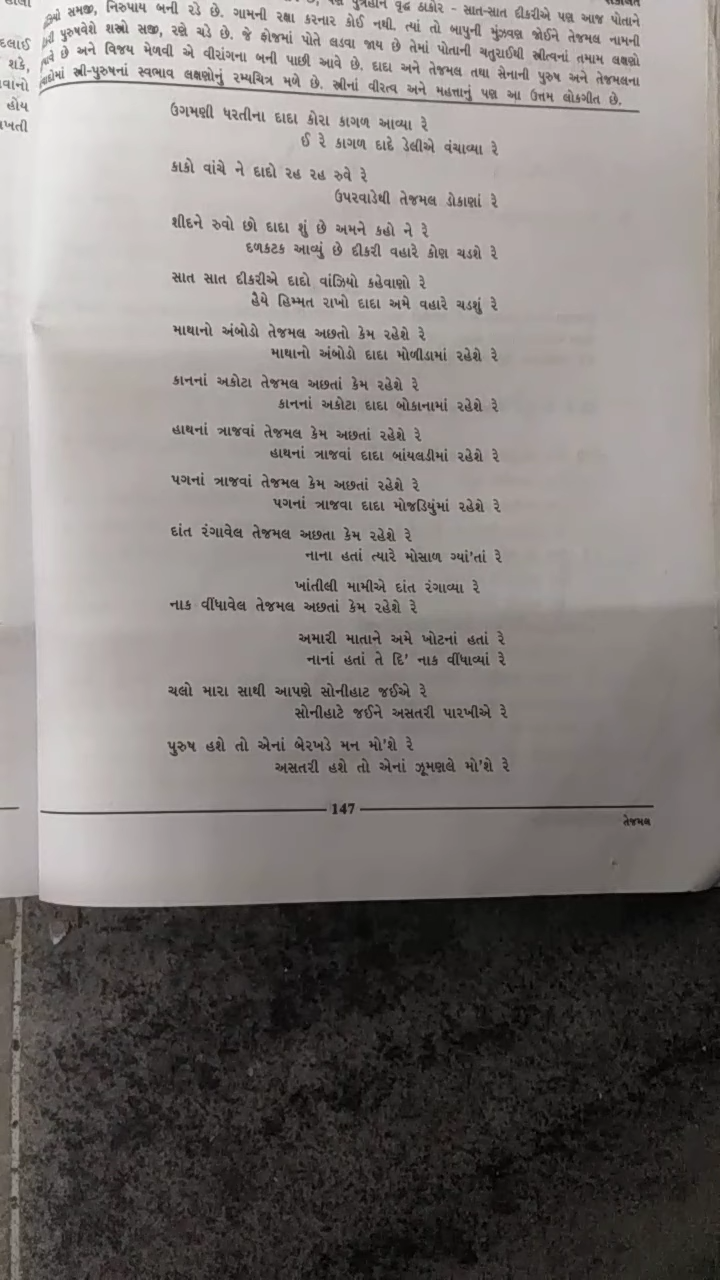 સમજી, નિરુપાય બની રડે છે. ગામની રક્ષા કરનાર કોઈ નથી. ત્યાં તો બાપુની મુંઝવણ જોઈને તેજમલ નામની
પુરુષવેશે શસ્ત્રો સજી, રણે ચડે છે. જે ફોજમાં પોતે લડવા જાય છે તેમાં પોતાની ચતુરાઈથી સ્ત્રીત્વનાં તમામ લક્ષણો
છે અને વિજય મેળવી એ વીરાંગના બની પાછી આવે છે. દાદા અને તેજમલ તથા સેનાની પુરુષ અને તેજમલના
સ્ત્રી-પુરુષનાં સ્વભાવ લક્ષણોનું રમ્યચિત્ર મળે છે. સ્ત્રીનાં વીરત્વ અને મહત્તાનું પણ આ ઉત્તમ લોકગીત છે.
ઉગમણી ધરતીના દાદા કોરા કાગળ આવ્યા રે
ઈ રે કાગળ દાદે ડેલીએ વંચાવ્યા રે
કાકો વાંચે ને દાદો રહ રહ રુવે રે
ઉપરવાડેથી તેજમલ ડોકાણાં રે
શીદને રુવો છો દાદા શું છે અમને કહો ને રે
દળકટક આવ્યું છે દીકરી વહારે કોણ ચડશે રે
સાત સાત દીકરીએ દાદો વાંઝિયો કહેવાણો રે
હૈયે હિમ્મત રાખો દાદા અમે વહારે ચડશું રે
માથાનો અંબોડો તેજમલ અછતો કેમ રહેશે રે
માથાનો અંબોડો દાદા મોળીડામાં રહેશે રે
કાનનાં અકોટા તેજમલ અછતાં કેમ રહેશે રે
કાનનાં અકોટા દાદા બોકાનામાં રહેશે રે
હાથનાં ત્રાજવાં તેજમલ કેમ અછતાં રહેશે રે
હાથનાં ત્રાજવાં દાદા બાંયલડીમાં રહેશે રે
પગનાં ત્રાજવાં તેજમલ કેમ અછતાં રહેશે રે
પગનાં ત્રાજવા દાદા મોજડિયુંમાં રહેશે રે
દાંત રંગાવેલ તેજમલ અછતા કેમ રહેશે રે
નાના હતાં ત્યારે મોસાળ ગ્યાં'તાં રે
ખાંતીલી મામીએ દાંત રંગાવ્યા રે
નાક વીંધાવેલ તેજમલ અછતાં કેમ રહેશે રે
અમારી માતાને અમે ખોટનાં હતાં રે
નાનાં હતાં તે દિ' નાક વીંધાવ્યાં રે
ચલો મારા સાથી આપણે સોનીહાટ જઈએ રે
સોનીહાટે જઈને અસતરી પારખીએ રે
પુરુષ હશે તો એનાં બેરખડે મન મો'શે રે
અસતરી હશે તો એનાં ઝૂમણલે મો'શે રે
147
તેજમલ